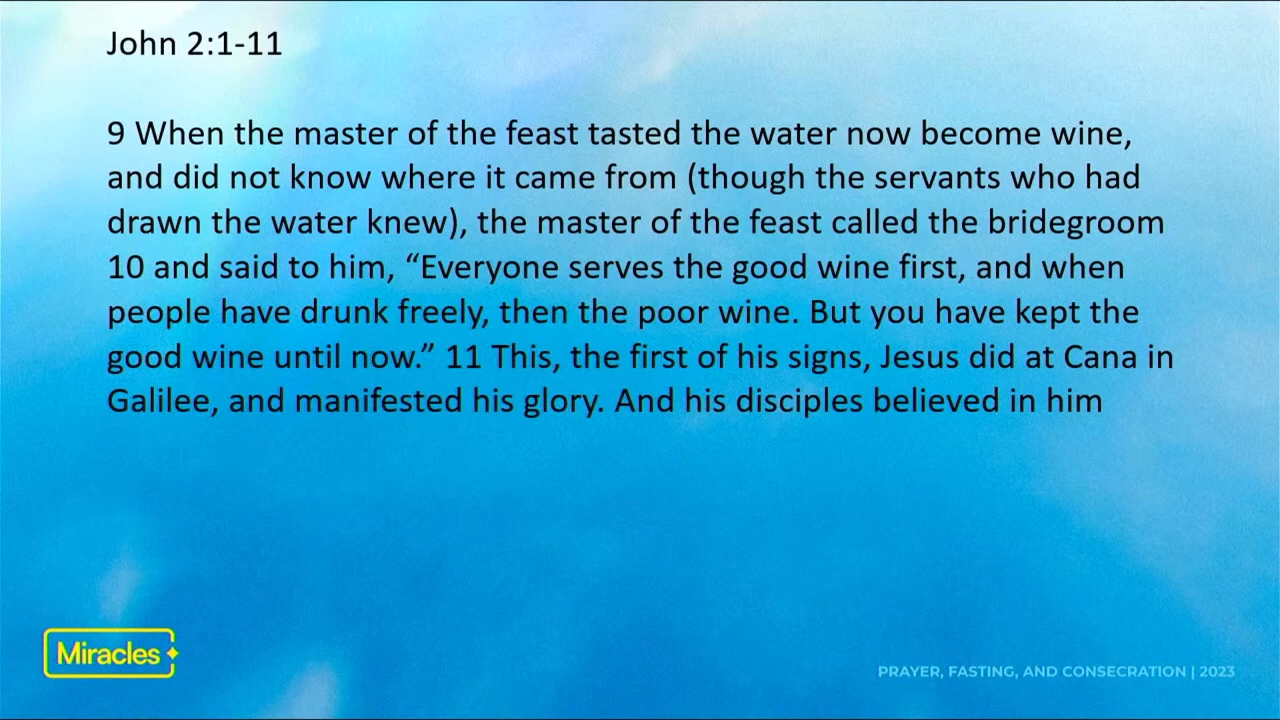 John 2:1-11
9 When the master of the feast tasted the water now become wine,
and did not know where it came from (though the servants who had
drawn the water knew), the master of the feast called the bridegroom
10 and said to him, “Everyone serves the good wine first, and when
people have drunk freely, then the poor wine. But you have kept the
good wine until now.” 11 This, the first of his signs, Jesus did at Cana in
Galilee, and manifested his glory. And his disciples believed in him
Miracles
PRAYER, FASTING, AND CONSECRATION | 2023